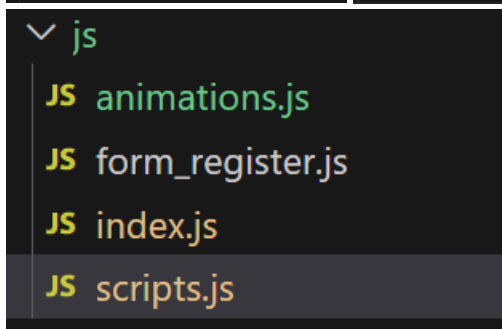 js
JS animations.js
JS form_register.js
JS index.js
JS scripts.js